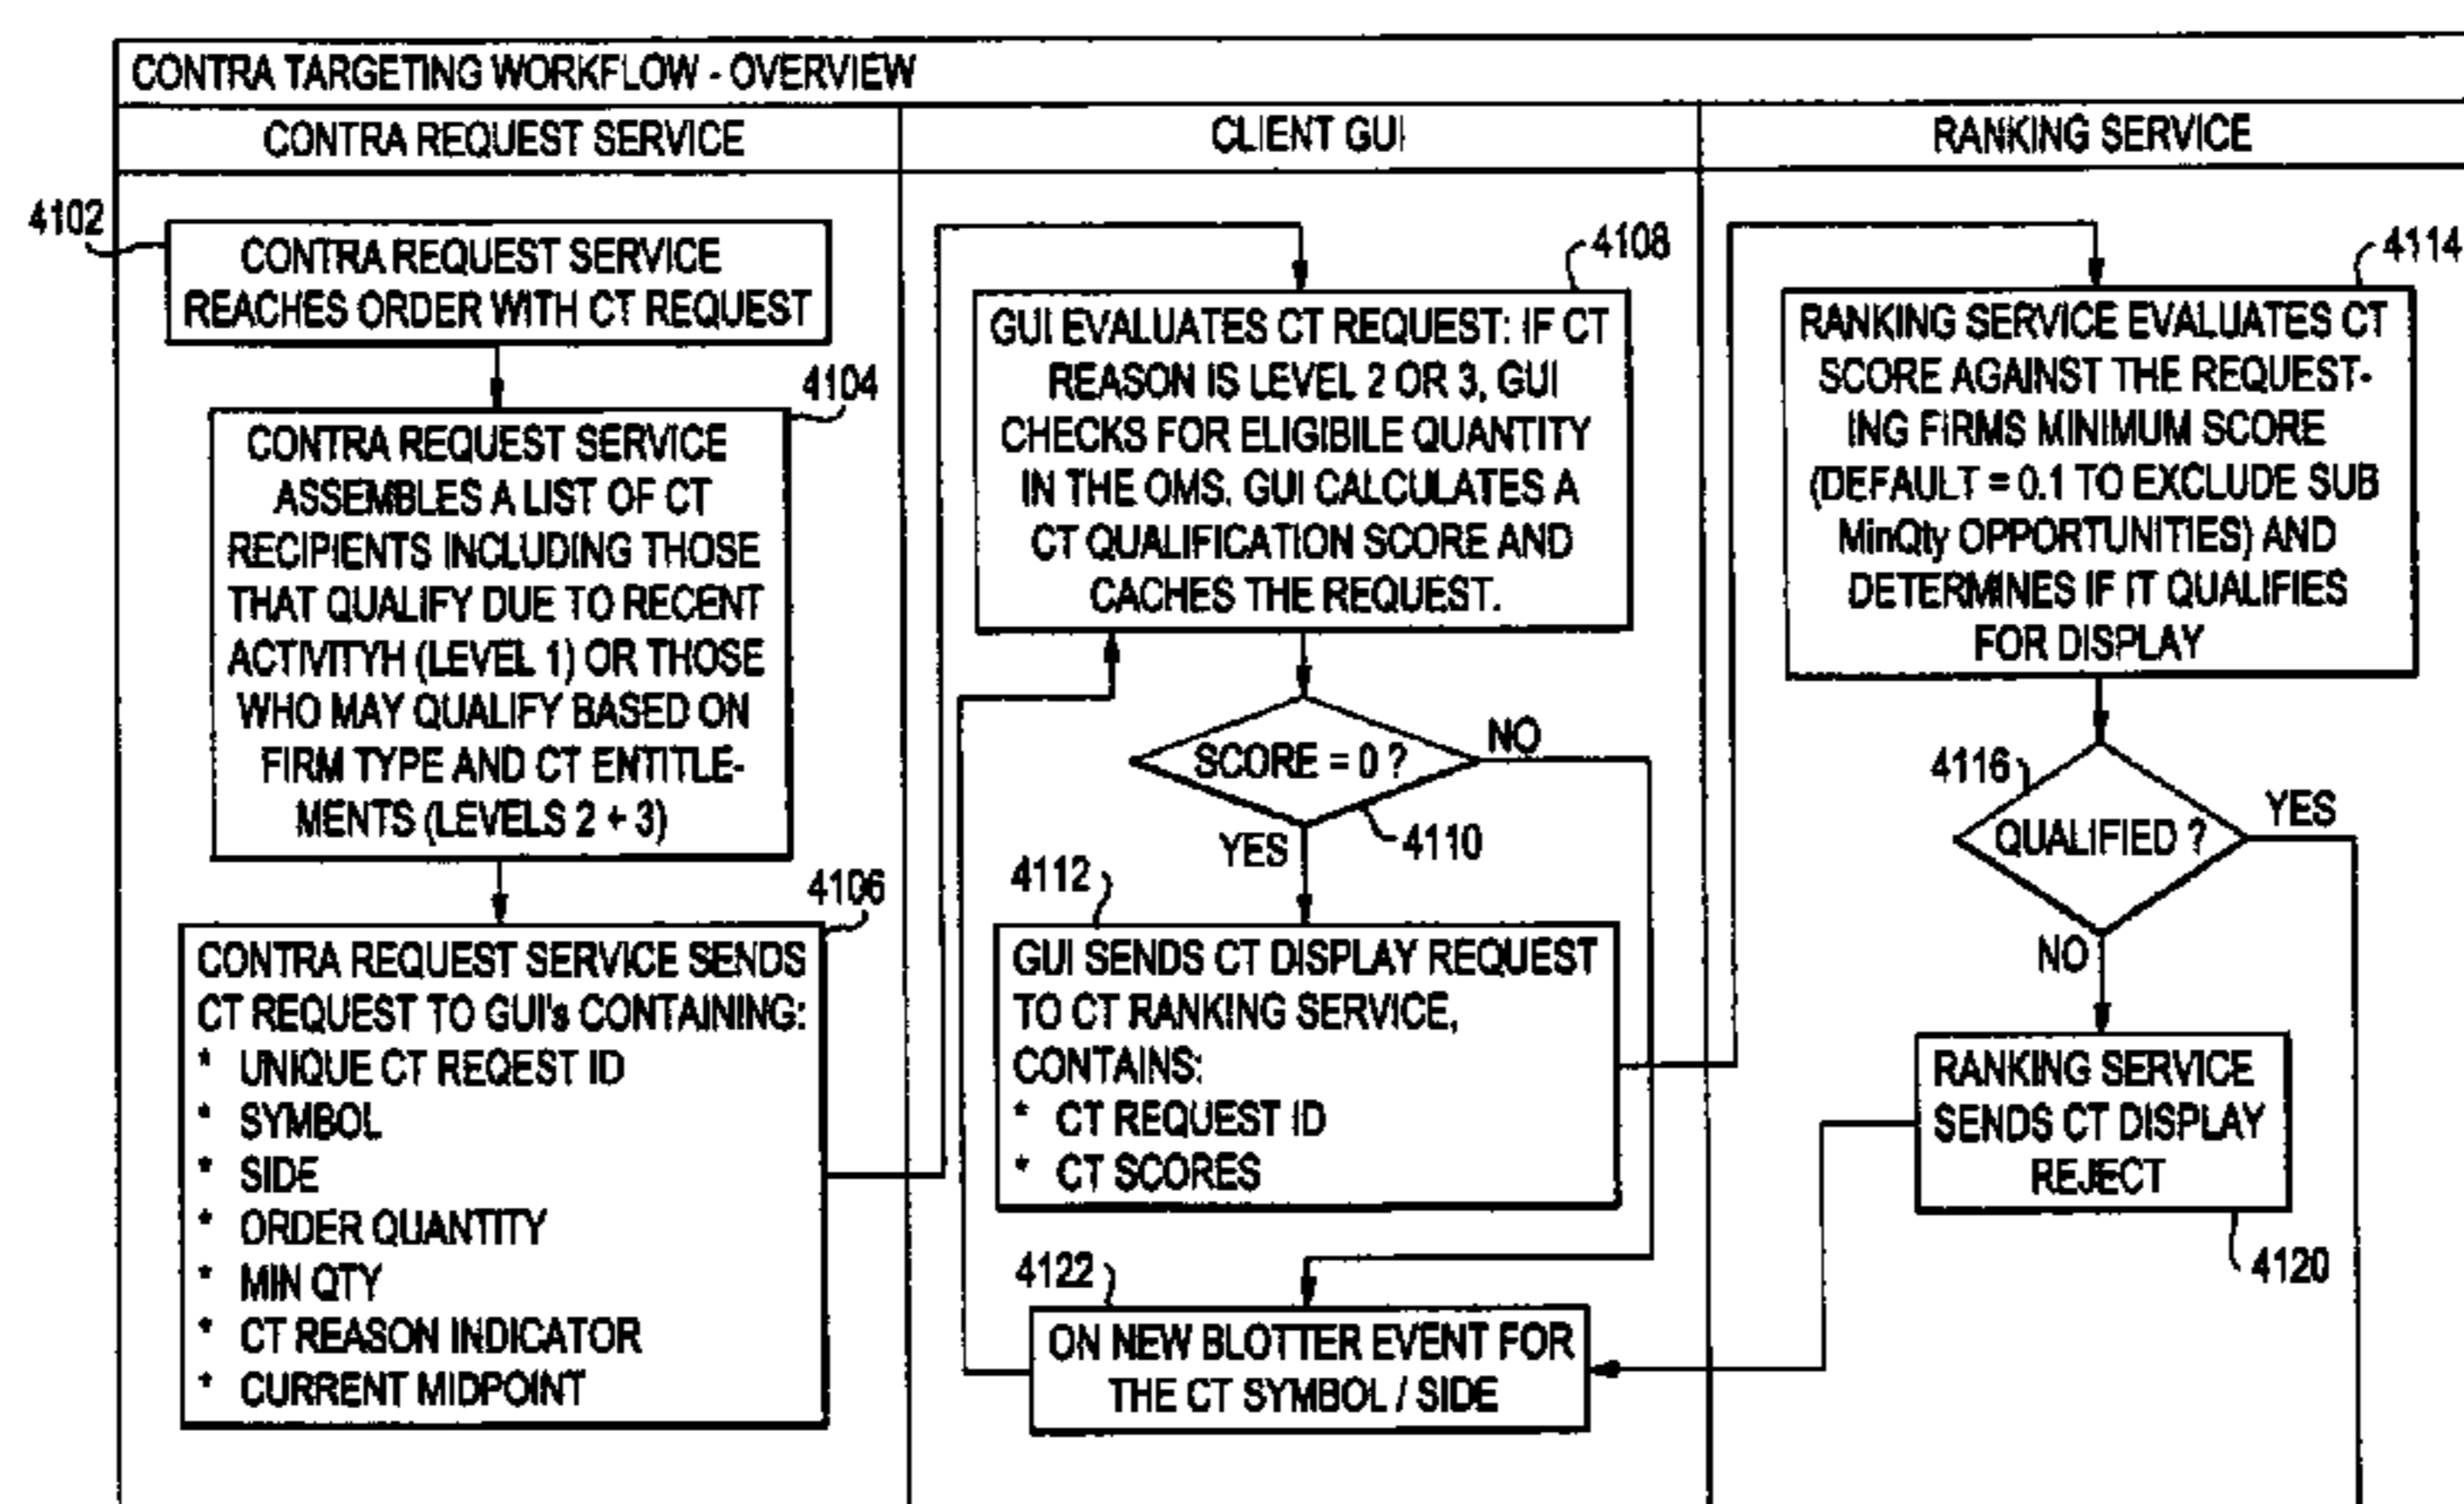 CONTRA TARGETING WORKFLOW - OVERVIEW
CONTRA REQUEST SERVICE
CLIENT GUI
RANKING SERVICE
4102
CONTRA REQUEST SERVICE
REACHES ORDER WITH CT REQUEST
4104
CONTRA REQUEST SERVICE
ASSEMBLES A LIST OF CT
RECIPIENTS INCLUDING THOSE
THAT QUALIFY DUE TO RECENT
ACTIVITYH (LEVEL 1) OR THOSE
WHO MAY QUALIFY BASED ON
FIRM TYPE AND CT ENTITLE-
MENTS (LEVELS 2 + 3)
4106
CONTRA REQUEST SERVICE SENDS
CT REQUEST TO GUI's CONTAINING:
* UNIQUE CT REQEST ID
* SYMBOL
* SIDE
* ORDER QUANTITY
* MIN QTY
* CT REASON INDICATOR
* CURRENT MIDPOINT
4108
GUI EVALUATES CT REQUEST: IF CT
REASON IS LEVEL 2 OR 3, GUI
CHECKS FOR ELIGIBILE QUANTITY
IN THE OMS. GUI CALCULATES A
CT QUALIFICATION SCORE AND
CACHES THE REQUEST.
SCORE = 0 ?
NO
YES
4110
4112
GUI SENDS CT DISPLAY REQUEST
TO CT RANKING SERVICE,
CONTAINS:
* CT REQUEST ID
* CT SCORES
4122
ON NEW BLOTTER EVENT FOR
THE CT SYMBOL / SIDE
4114
RANKING SERVICE EVALUATES CT
SCORE AGAINST THE REQUEST-
ING FIRMS MINIMUM SCORE
(DEFAULT = 0.1 TO EXCLUDE SUB
MinQty OPPORTUNITIES) AND
DETERMINES IF IT QUALIFIES
FOR DISPLAY
4116
QUALIFIED ?
YES
NO
RANKING SERVICE
SENDS CT DISPLAY
REJECT
4120